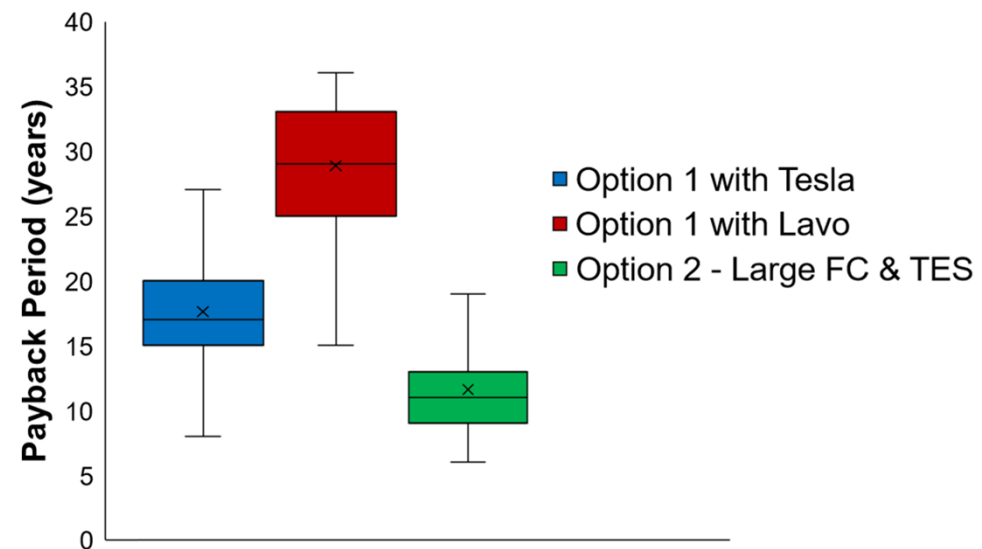 40
35
30
25
20
15
10
5
0
Payback Period (years)
Option 1 with Tesla
Option 1 with Lavo
Option 2 - Large FC & TES